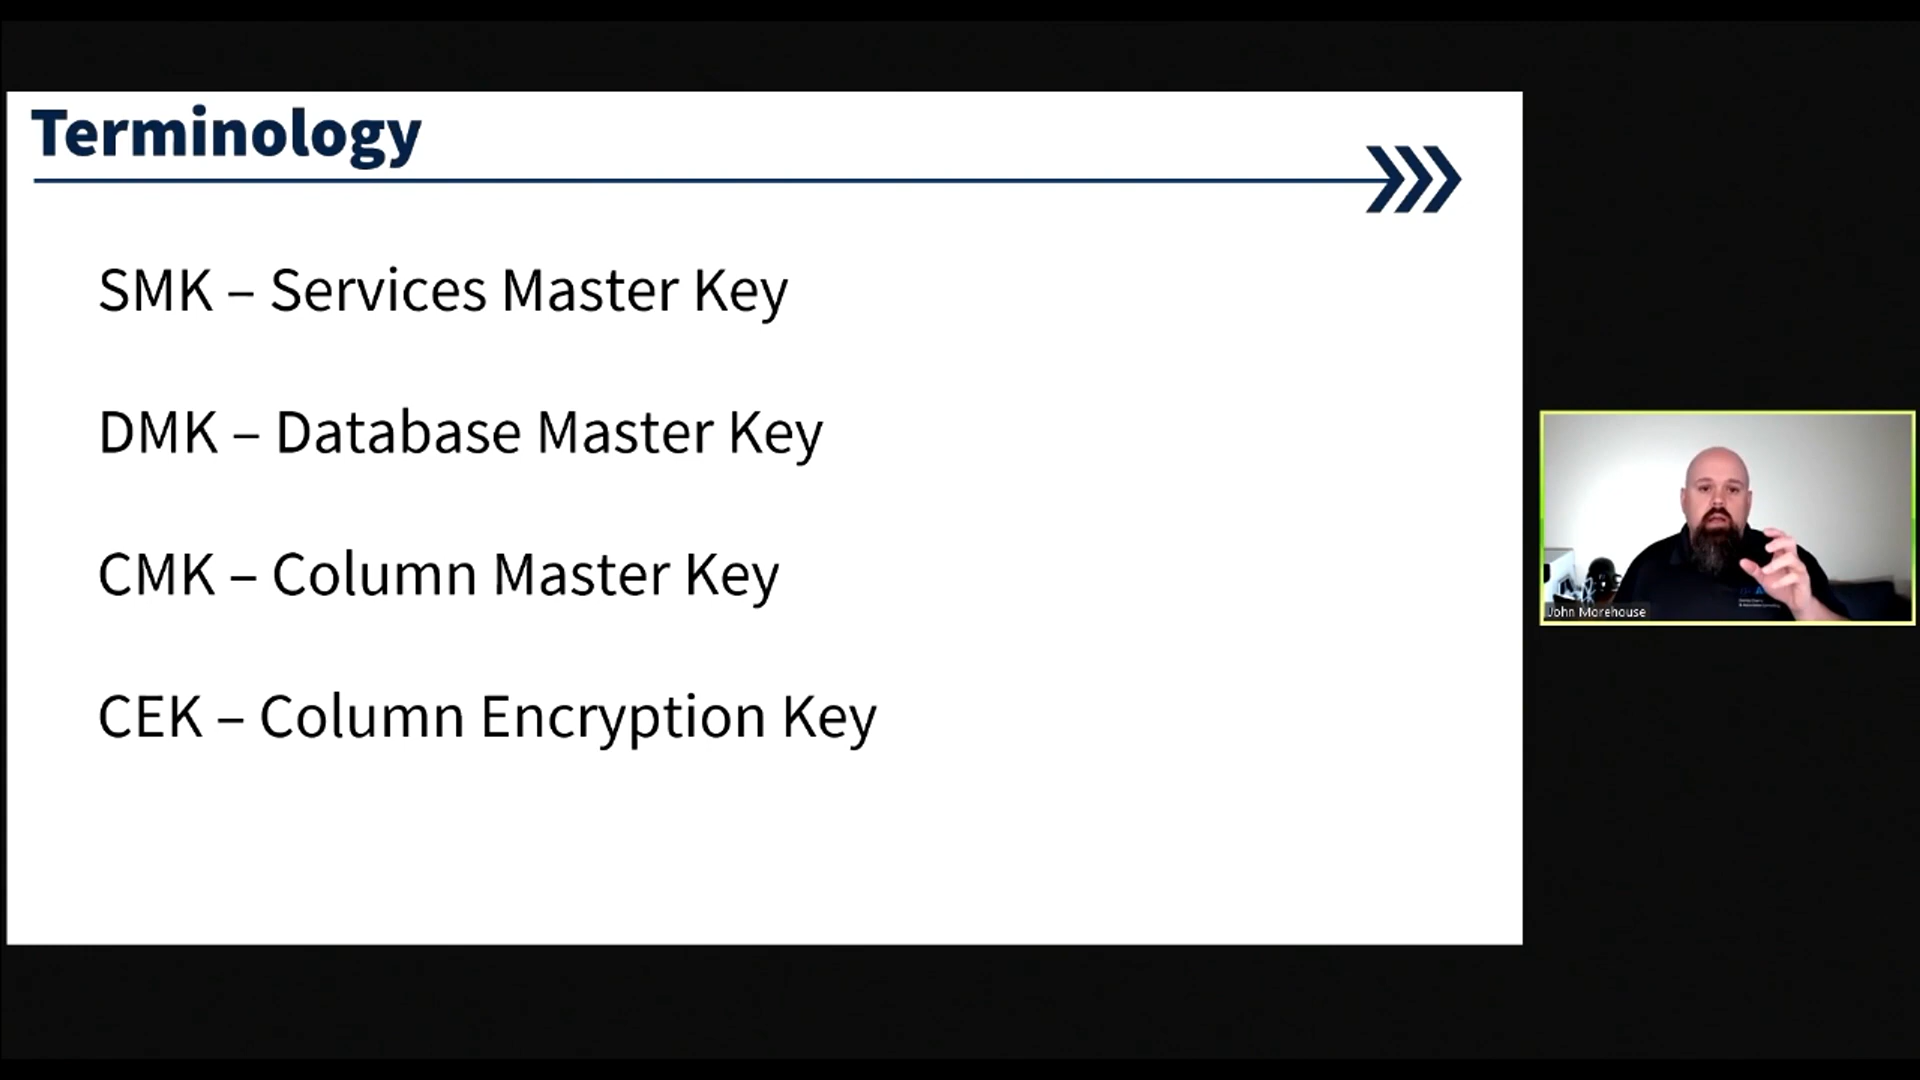 Terminology
SMK – Services Master Key
DMK – Database Master Key
CMK – Column Master Key
CEK – Column Encryption Key
John Morehouse